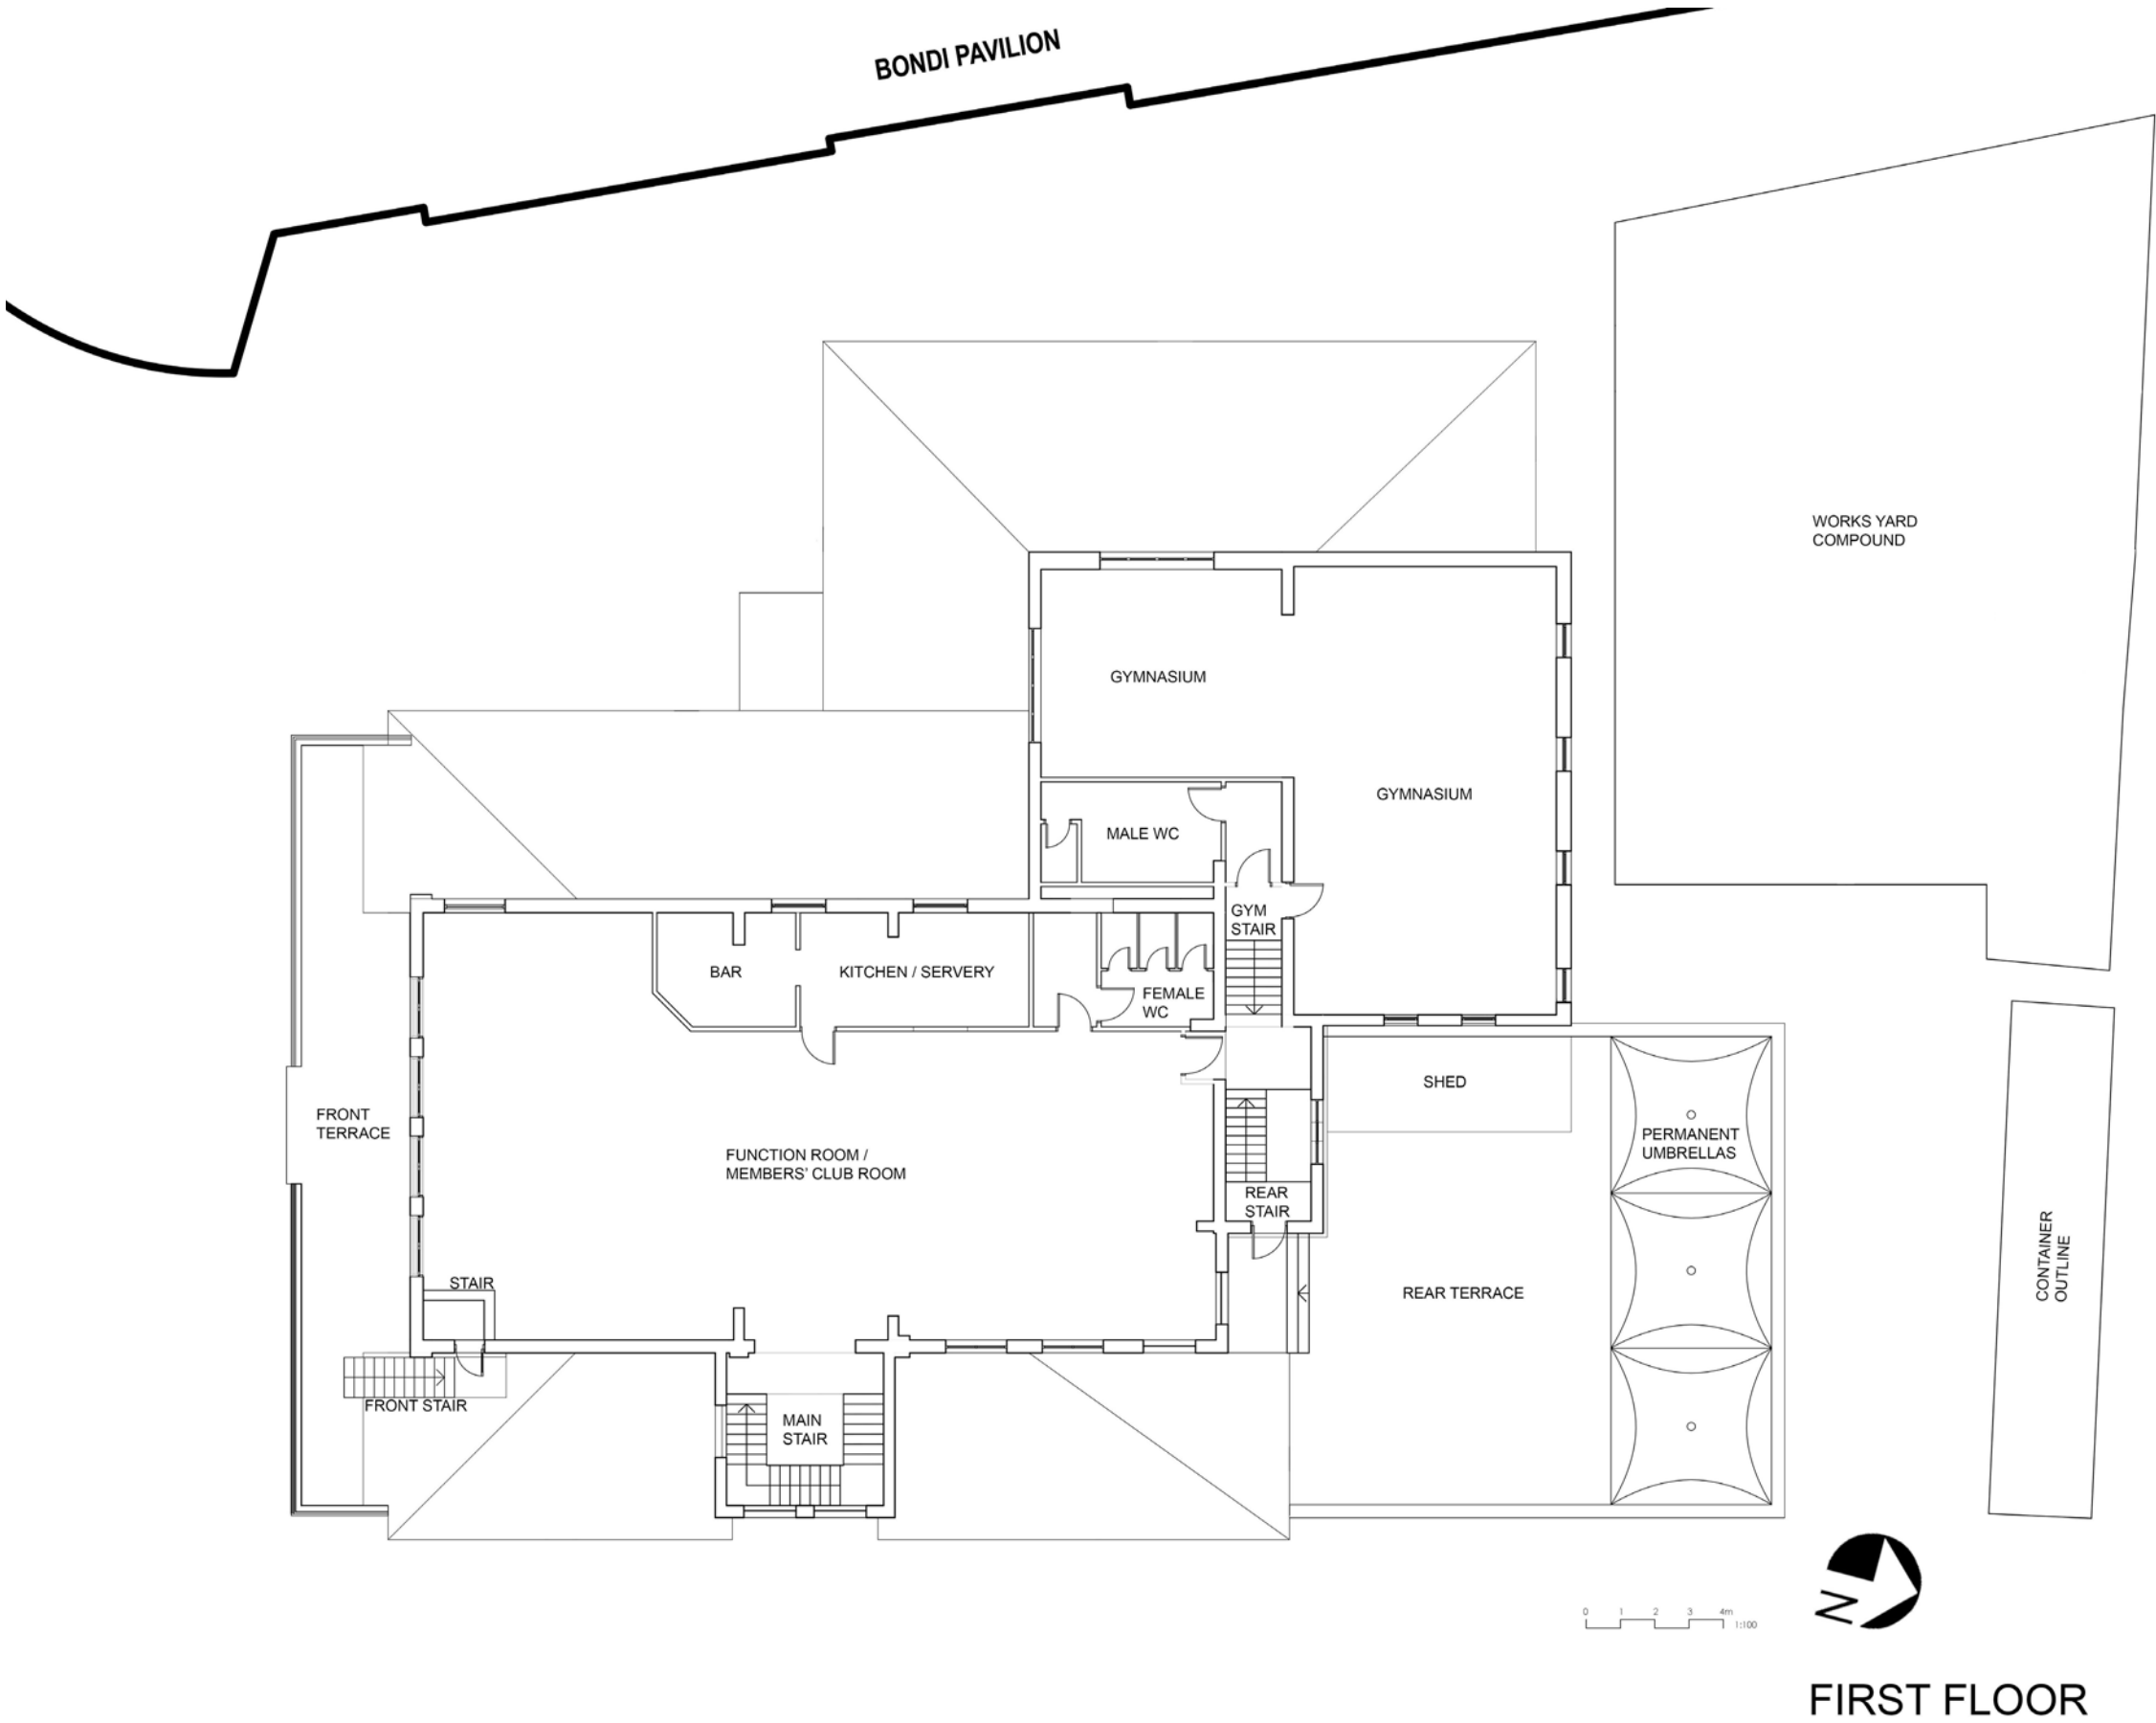 BONDI PAVILION
WORKS YARD
COMPOUND
GYMNASIUM
GYMNASIUM
MALE WC
GYM
STAIR
BAR
KITCHEN / SERVERY
FEMALE
WC
SHED
FRONT
TERRACE
PERMANENT
UMBRELLAS
FUNCTION ROOM /
MEMBERS' CLUB ROOM
REAR
STAIR
CONTAINER
OUTLINE
STAIR
REAR TERRACE
FRONT STAIR
MAIN
STAIR
0 1 2 3 4m
1:100
N
FIRST FLOOR